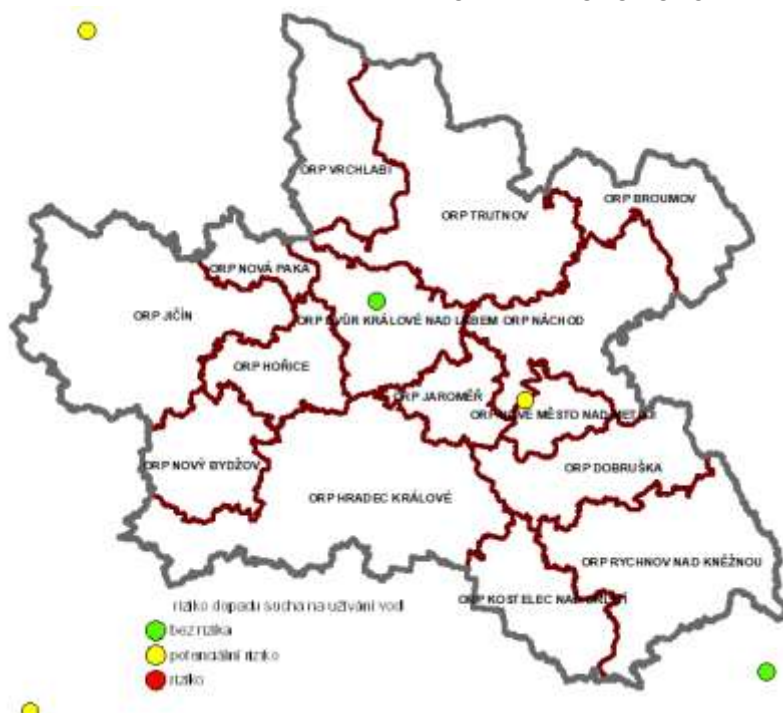 ORP VRCHLABÍ
ORP TRUTNOV
ORP BROUMOV
ORP NOVÁ PAKA
ORP JIČÍN
ORP DVŮR KRÁLOVÉ NAD LABEM
ORP NÁCHOD
ORP HOŘICE
ORP JAROMĚŘ
ORP NOVÉ MĚSTO NAD METUJÍ
ORP NOVÝ BYDŽOV
ORP DOBRUŠKA
ORP HRADEC KRÁLOVÉ
ORP RYCHNOV NAD KNĚŽNOU
ORP KOSTELEC NAD ORLICÍ
riziko dopadu sucha na užívání vod
bez rizika
potenciální riziko
riziko